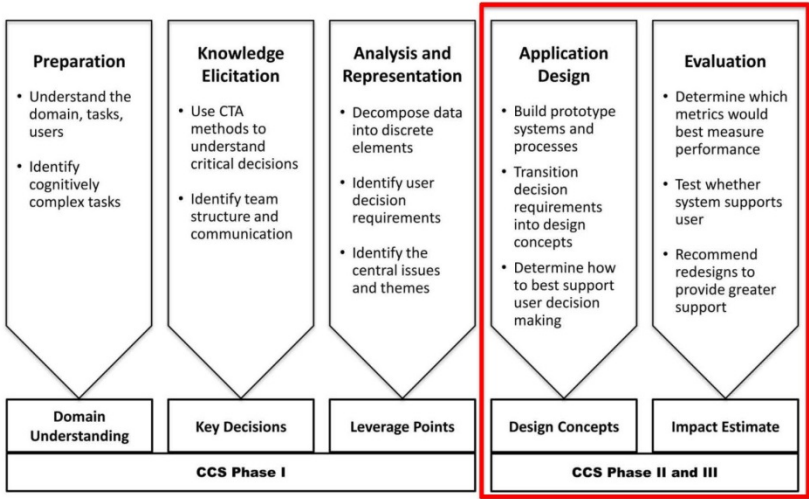 Preparation
• Understand the
domain, tasks,
users
• Identify
cognitively
complex tasks
Domain
Understanding
Knowledge
Elicitation
• Use CTA
methods to
understand
critical decisions
• Identify team
structure and
communication
Key Decisions
Analysis and
Representation
• Decompose data
into discrete
elements
• Identify user
decision
requirements
• Identify the
central issues
and themes
Leverage Points
CCS Phase I
Application
Design
• Build prototype
systems and
processes
• Transition
decision
requirements
into design
concepts
• Determine how
to best support
user decision
making
Design Concepts
Evaluation
• Determine which
metrics would
best measure
performance
• Test whether
system supports
user
• Recommend
redesigns to
provide greater
support
Impact Estimate
CCS Phase II and III